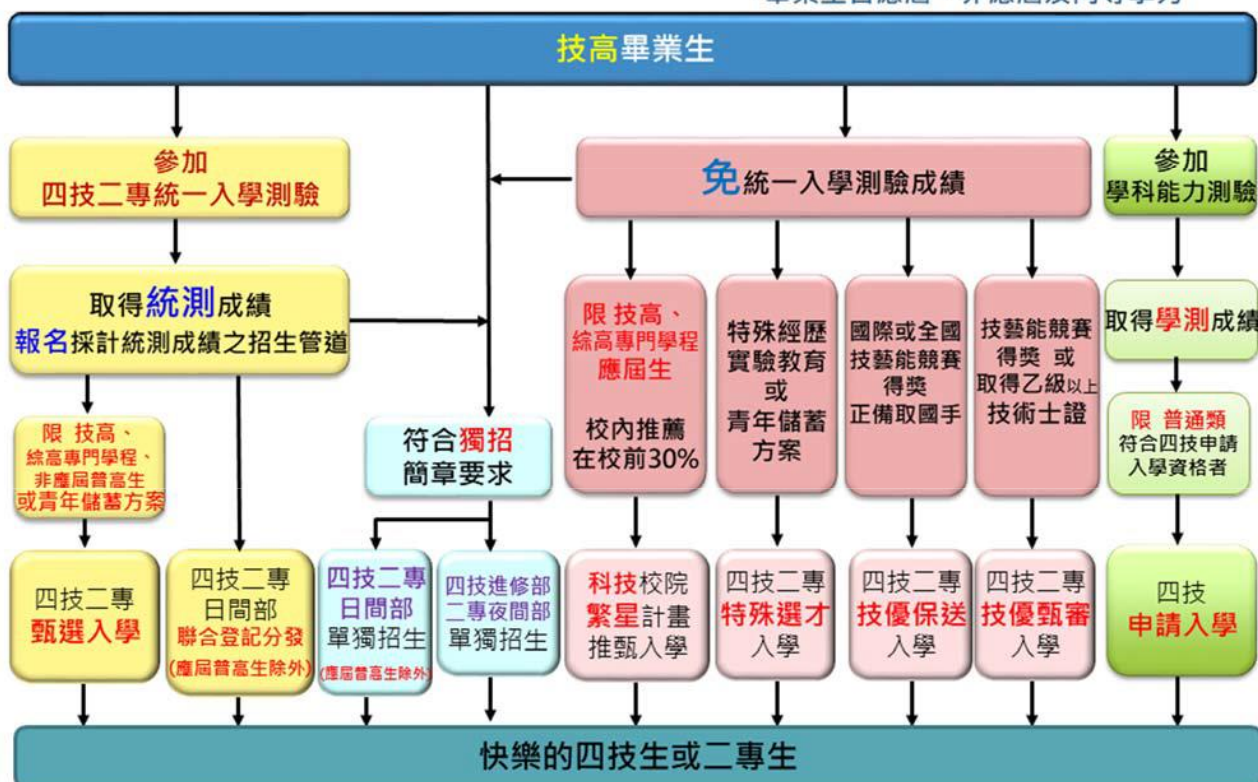 技高畢業生
參加
四技二專統一入學測驗
免統一入學測驗成績
參加
學科能力測驗
取得統測成績
報名採計統測成績之招生管道
限 技高、
綜高專門學程
應屆生
校內推薦
在校前30%
特殊經歷
實驗教育
或
青年儲蓄
方案
國際或全國
技藝能競賽
得獎
正備取國手
技藝能競賽
得獎 或
取得乙級以上
技術士證
取得學測成績
限 技高、
綜高專門學程、
非應屆普高生
或青年儲蓄方案
符合獨招
簡章要求
限 普通類
符合四技申請
入學資格者
四技二專
甄選入學
四技二專
日間部
聯合登記分發
(應屆普高生除外)
四技二專
日間部
單獨招生
(應屆普高生除外)
四技進修部
二專夜間部
單獨招生
科技校院
繁星計畫
推甄入學
四技二專
特殊選才
入學
四技二專
技優保送
入學
四技二專
技優甄審
入學
四技
申請入學
快樂的四技生或二專生